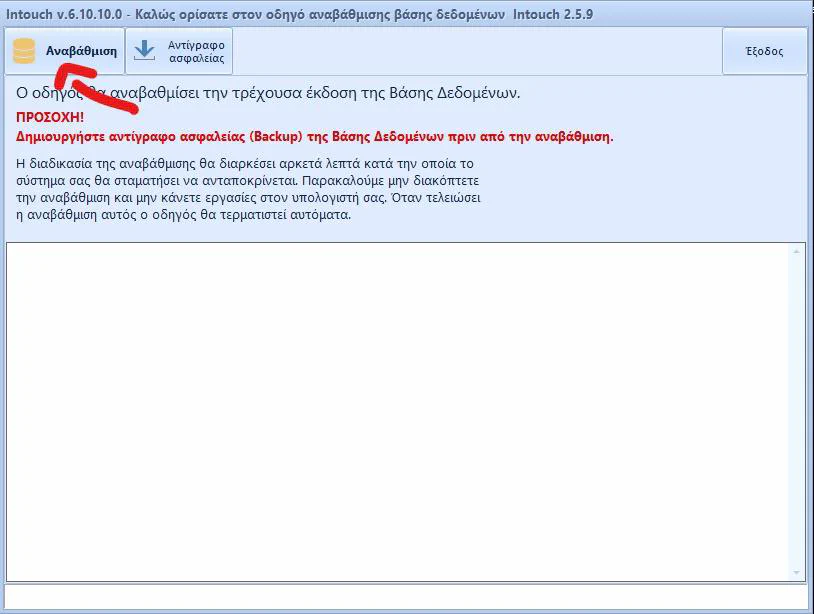 Intouch v.6.10.10.0 - Καλώς ορίσατε στον οδηγό αναβάθμισης βάσης δεδομένων  Intouch 2.5.9
Αναβάθμιση
Αντίγραφο
ασφαλείας
Έξοδος
Ο οδηγός θα αναβαθμίσει την τρέχουσα έκδοση της Βάσης Δεδομένων.
ΠΡΟΣΟΧΗ!
Δημιουργήστε αντίγραφο ασφαλείας (Backup) της Βάσης Δεδομένων πριν από την αναβάθμιση.
Η διαδικασία της αναβάθμισης θα διαρκέσει αρκετά λεπτά κατά την οποία το
σύστημα σας θα σταματήσει να ανταποκρίνεται. Παρακαλούμε μην διακόπτετε
την αναβάθμιση και μην κάνετε εργασίες στον υπολογιστή σας. Όταν τελειώσει
η αναβάθμιση αυτός ο οδηγός θα τερματιστεί αυτόματα.